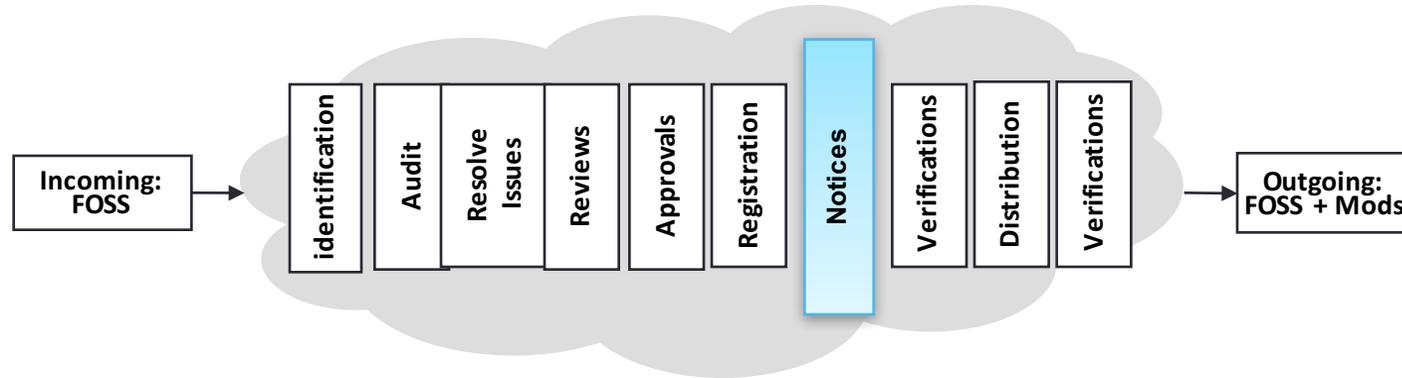 Incoming:
FOSS
identification
Audit
Resolve
Issues
Reviews
Approvals
Registration
Notices
Verifications
Distribution
Verifications
Outgoing:
FOSS + Mods